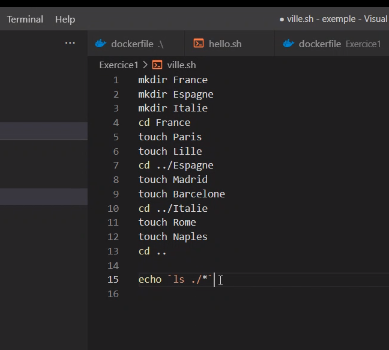 Terminal Help
● ville.sh - exemple - Visual
··· dockerfile .\ hello.sh dockerfile Exercice1
Exercice1 > ville.sh
1 mkdir France
2 mkdir Espagne
3 mkdir Italie
4 cd France
5 touch Paris
6 touch Lille
7 cd ../Espagne
8 touch Madrid
9 touch Barcelone
10 cd ../Italie
11 touch Rome
12 touch Naples
13 cd ..
14
15 echo `ls ./*`
16